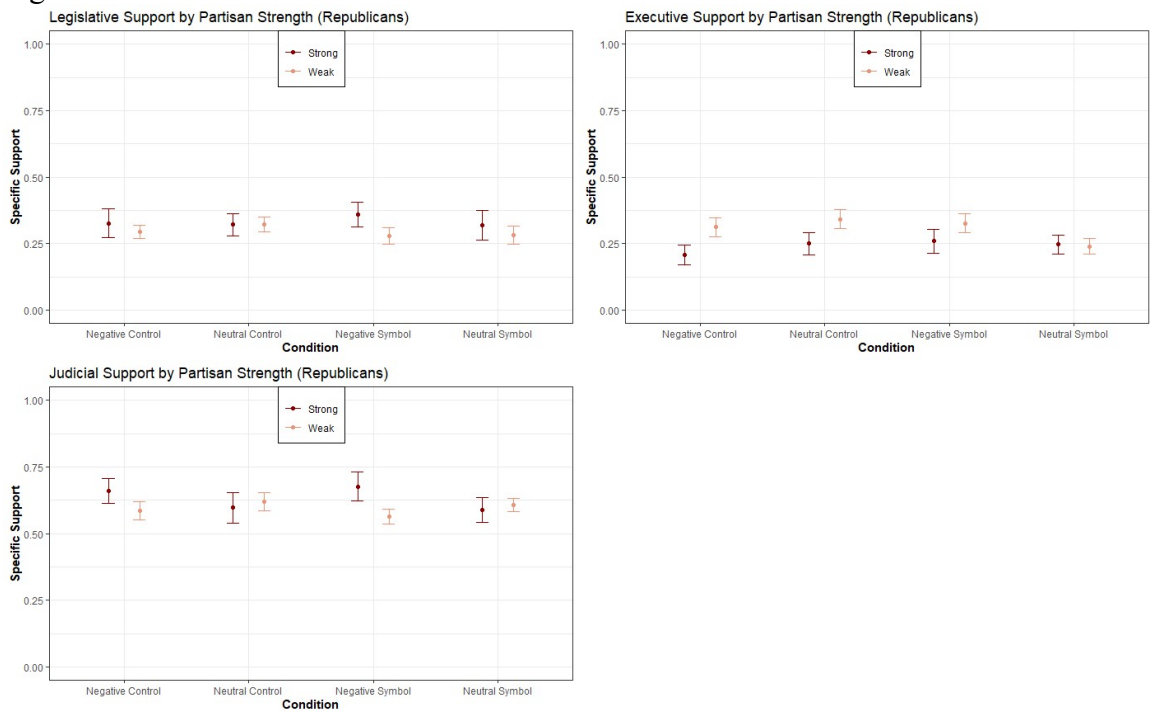 Legislative Support by Partisan Strength (Republicans)
Strong
Weak
1.00
0.75
0.50
0.25
0.00
Specific Support
Negative Control
Neutral Control
Negative Symbol
Neutral Symbol
Condition
Executive Support by Partisan Strength (Republicans)
Strong
Weak
1.00
0.75
0.50
0.25
0.00
Specific Support
Negative Control
Neutral Control
Negative Symbol
Neutral Symbol
Condition
Judicial Support by Partisan Strength (Republicans)
Strong
Weak
1.00
0.75
0.50
0.25
0.00
Specific Support
Negative Control
Neutral Control
Negative Symbol
Neutral Symbol
Condition